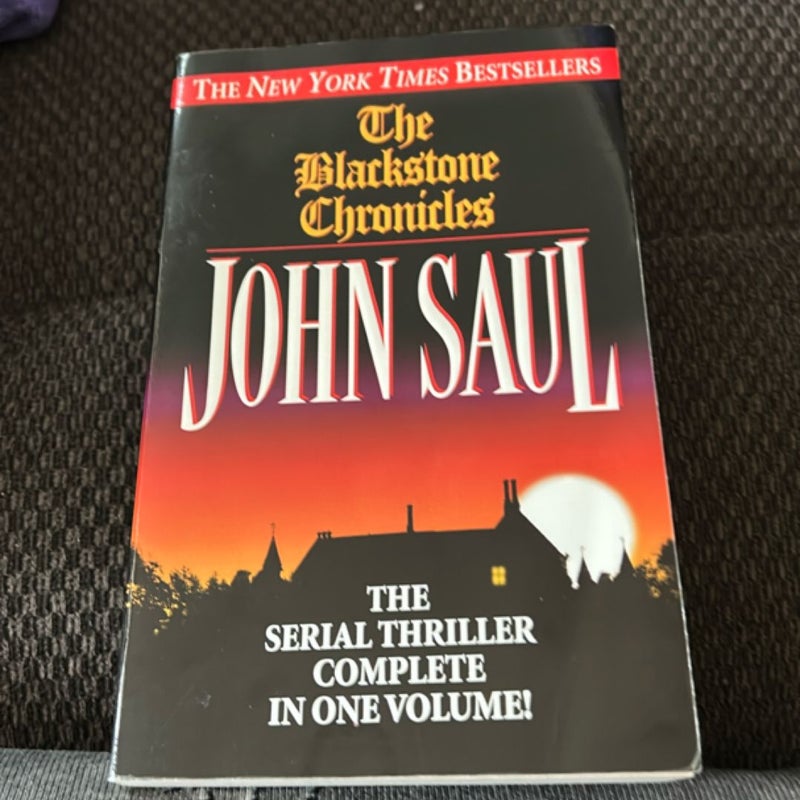 THE NEW YORK TIMES BESTSELLERS
The
Blackstone
Chronicles
JOHN SAUL
THE
SERIAL THRILLER
COMPLETE
IN ONE VOLUME!